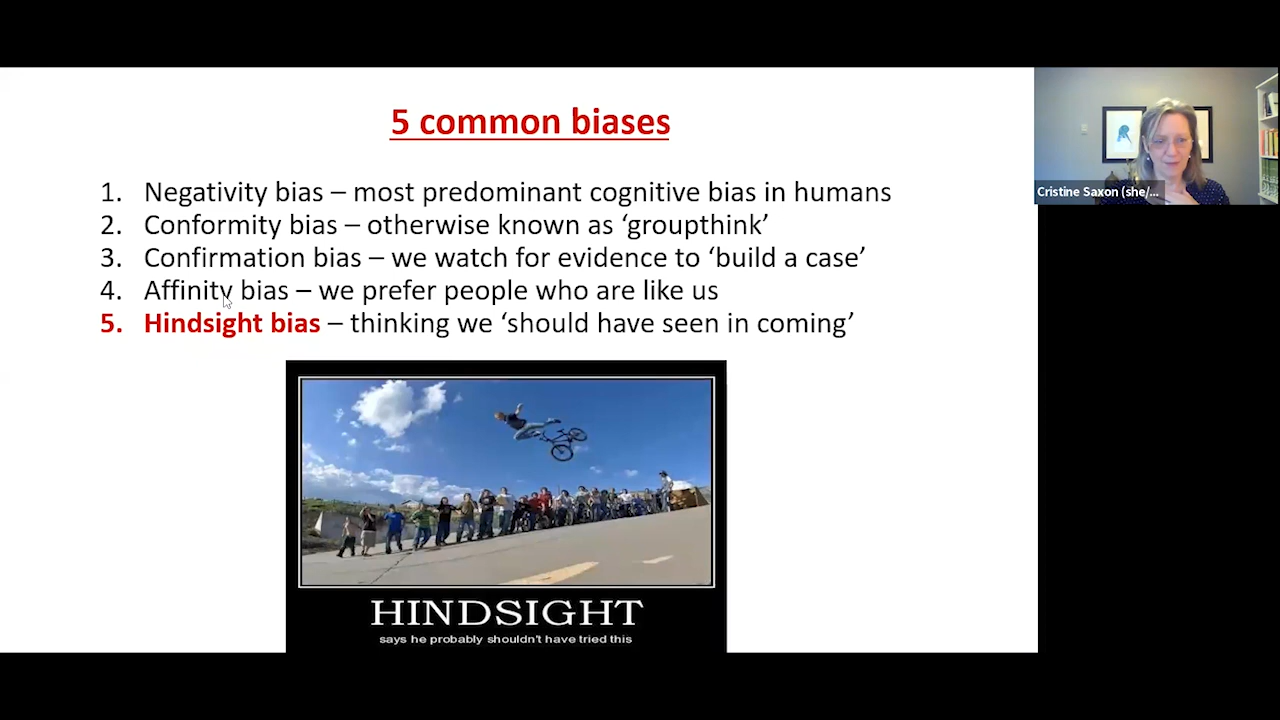 5 common biases
1. Negativity bias – most predominant cognitive bias in humans
2. Conformity bias – otherwise known as ‘groupthink’
3. Confirmation bias – we watch for evidence to ‘build a case’
4. Affinity bias – we prefer people who are like us
5. Hindsight bias – thinking we ‘should have seen in coming’
HINDSIGHT
says he probably shouldn't have tried this
Cristine Saxon (she/...